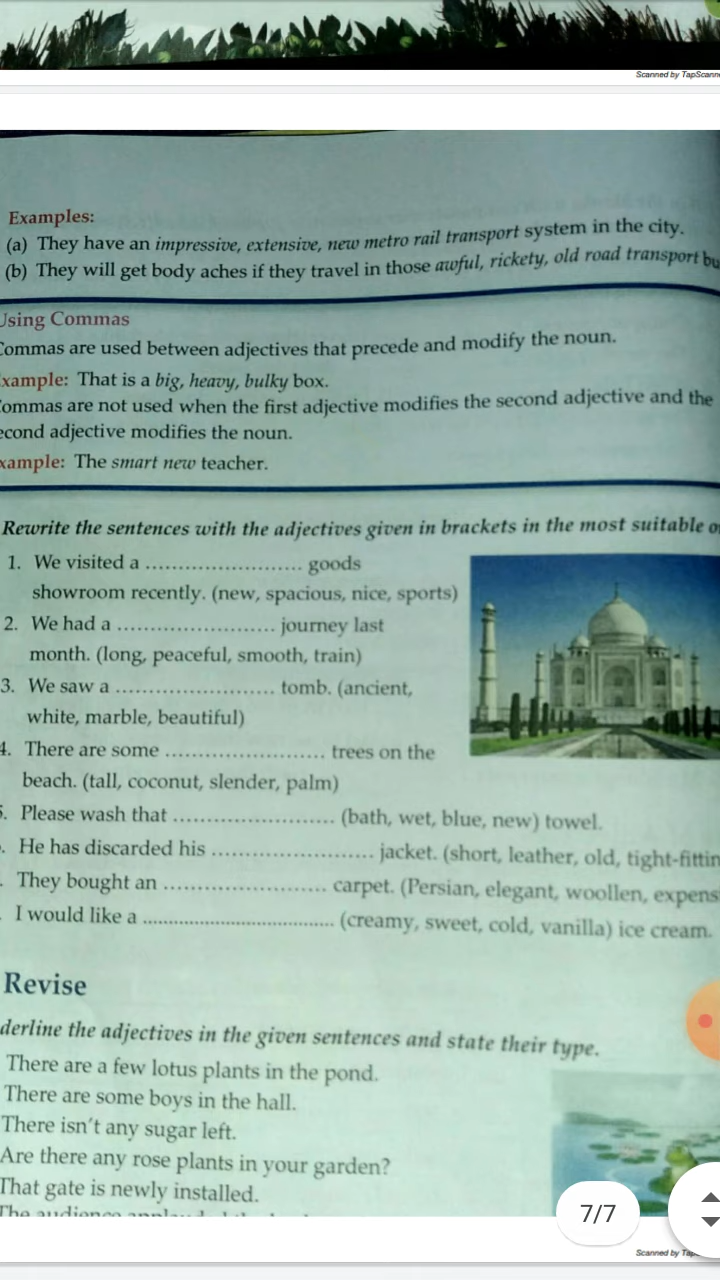 Scanned by TapScann
Examples:
(a) They have an impressive, extensive, new metro rail transport system in the city.
(b) They will get body aches if they travel in those awful, rickety, old road transport bu
Using Commas
Commas are used between adjectives that precede and modify the noun.
xample: That is a big, heavy, bulky box.
ommas are not used when the first adjective modifies the second adjective and the
econd adjective modifies the noun.
xample: The smart new teacher.
Rewrite the sentences with the adjectives given in brackets in the most suitable o
1. We visited a ........................ goods
showroom recently. (new, spacious, nice, sports)
2. We had a ........................ journey last
month. (long, peaceful, smooth, train)
3. We saw a ........................ tomb. (ancient,
white, marble, beautiful)
4. There are some ........................ trees on the
beach. (tall, coconut, slender, palm)
5. Please wash that ........................ (bath, wet, blue, new) towel.
. He has discarded his ........................ jacket. (short, leather, old, tight-fittin
. They bought an ........................ carpet. (Persian, elegant, woollen, expens
. I would like a ........................ (creamy, sweet, cold, vanilla) ice cream.
Revise
derline the adjectives in the given sentences and state their type.
There are a few lotus plants in the pond.
There are some boys in the hall.
There isn't any sugar left.
Are there any rose plants in your garden?
That gate is newly installed.
The audience
7/7
Scanned by Tap